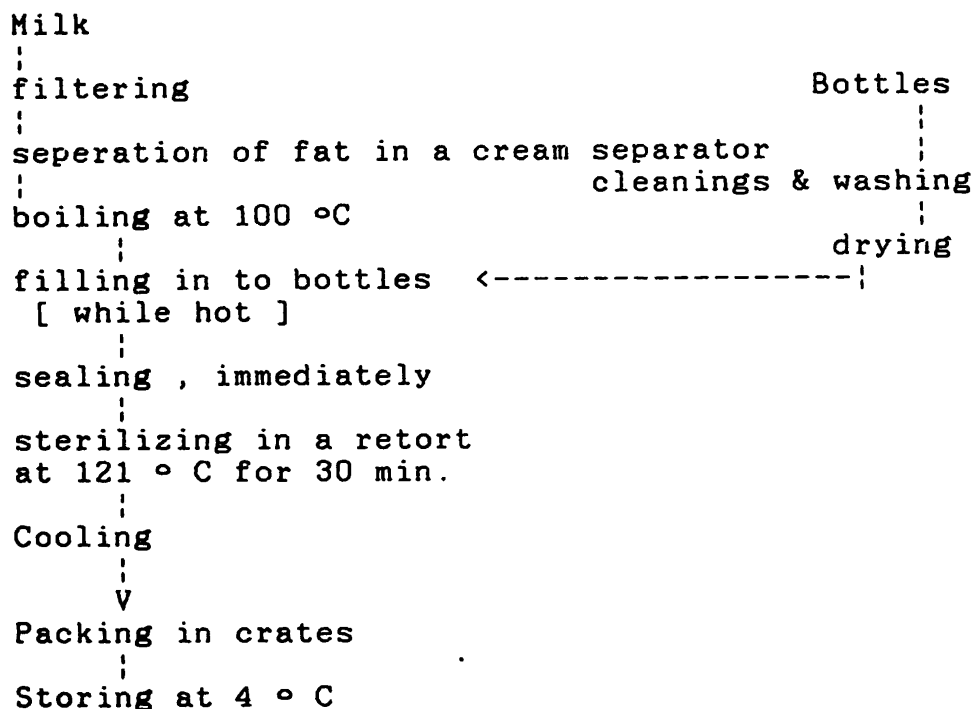 Milk
filtering
Bottles
seperation of fat in a cream separator
cleanings & washing
boiling at 100 °C
drying
filling in to bottles <-------------------
[ while hot ]
sealing , immediately
sterilizing in a retort
at 121 ° C for 30 min.
Cooling
V
Packing in crates
Storing at 4 ° C